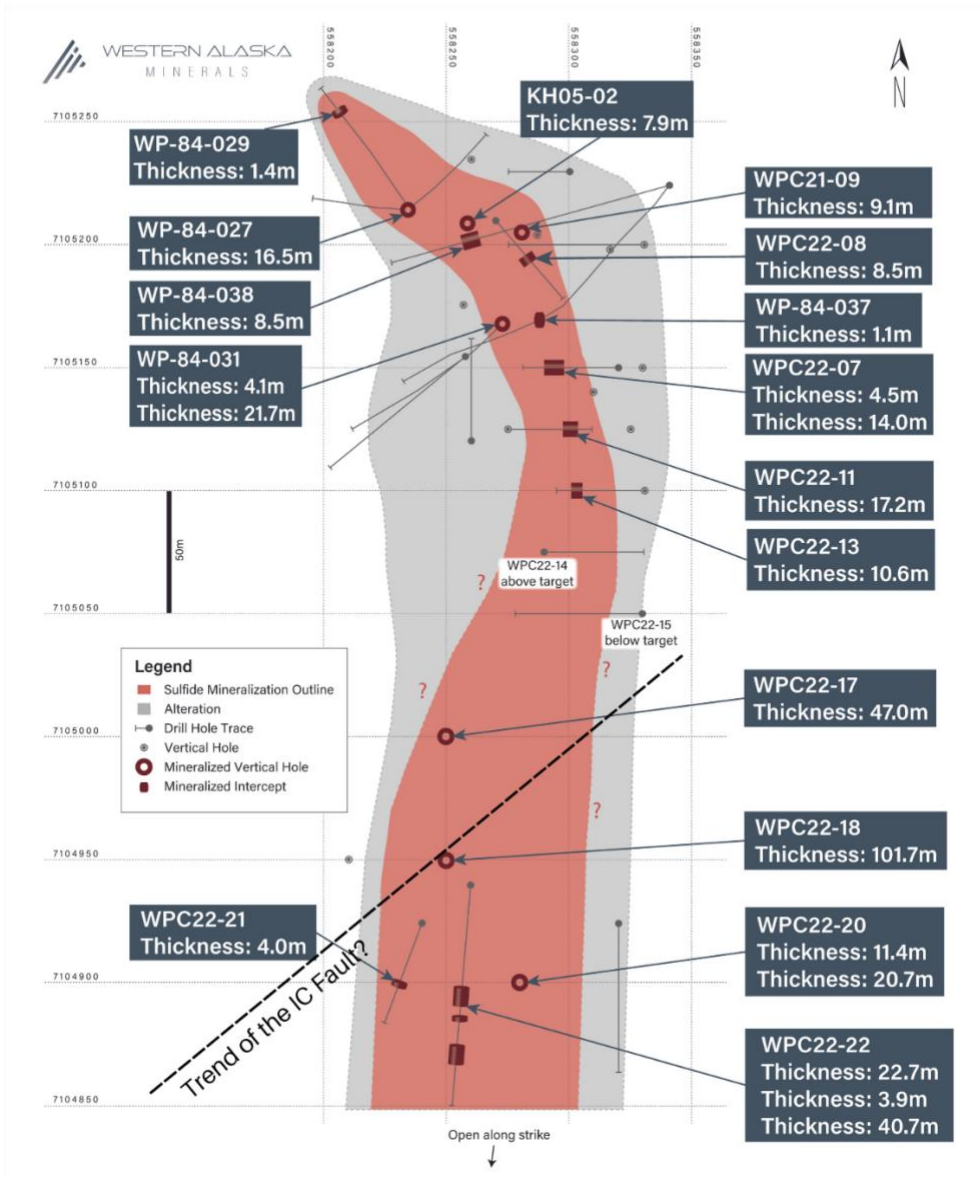 WESTERN ALASKA
MINERALS
558200
558250
558300
558350
N
7105250
7105200
7105150
7105100
7105050
7105000
7104950
7104900
7104850
KH05-02
Thickness: 7.9m
WP-84-029
Thickness: 1.4m
WPC21-09
Thickness: 9.1m
WP-84-027
Thickness: 16.5m
WPC22-08
Thickness: 8.5m
WP-84-038
Thickness: 8.5m
WP-84-037
Thickness: 1.1m
WP-84-031
Thickness: 4.1m
Thickness: 21.7m
WPC22-07
Thickness: 4.5m
Thickness: 14.0m
WPC22-11
Thickness: 17.2m
WPC22-13
Thickness: 10.6m
50m
WPC22-14
above target
?
WPC22-15
below target
Legend
Sulfide Mineralization Outline
Alteration
Drill Hole Trace
Vertical Hole
Mineralized Vertical Hole
Mineralized Intercept
?
?
WPC22-17
Thickness: 47.0m
?
WPC22-18
Thickness: 101.7m
WPC22-21
Thickness: 4.0m
Trend of the IC Fault?
WPC22-20
Thickness: 11.4m
Thickness: 20.7m
WPC22-22
Thickness: 22.7m
Thickness: 3.9m
Thickness: 40.7m
Open along strike